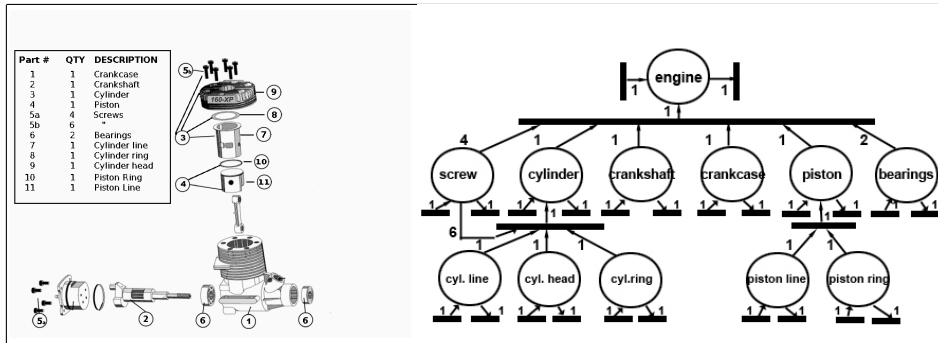 Part # QTY DESCRIPTION
1 1 Crankcase
2 1 Crankshaft
3 1 Cylinder
4 1 Piston
5a 4 Screws
5b 6 "
6 2 Bearings
7 1 Cylinder line
8 1 Cylinder ring
9 1 Cylinder head
10 1 Piston Ring
11 1 Piston Line
5b
160-XP
9
8
3
7
10
4
11
5a
2
6
1
6
engine
1 1
1
4 1 1 1 1 2
screw cylinder crankshaft crankcase piston bearings
1 1 1 1 1 1 1 1 1 1 1 1
1 1
6 1 1 1 1 1
cyl. line cyl. head cyl.ring piston line piston ring
1 1 1 1 1 1 1 1 1 1